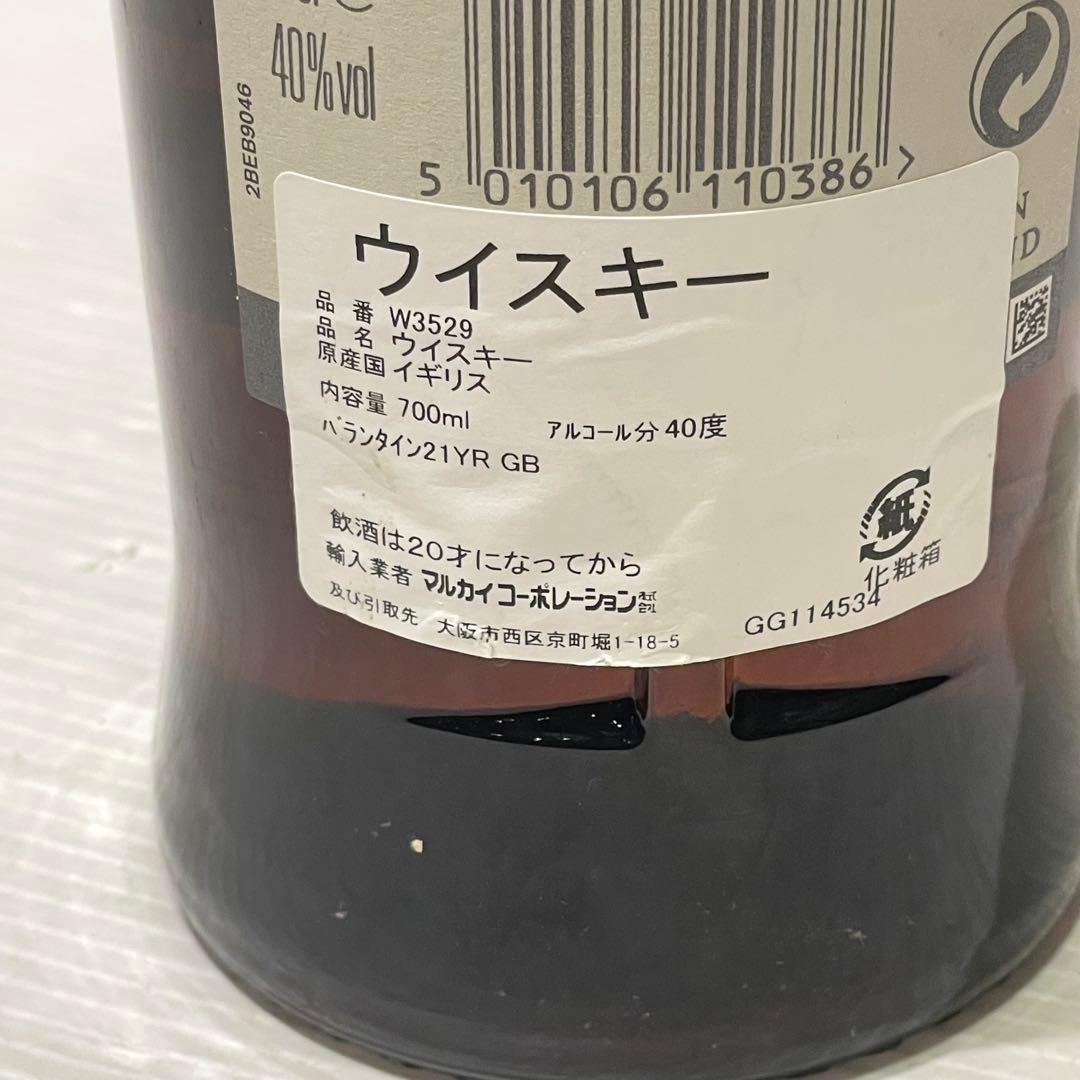 40%vol
2BEB9046
5 010106 110386 >
ウイスキー
品番 W3529
品名 ウイスキー
原産国 イギリス
内容量 700ml アルコール分 40度
バランタイン21YR GB
飲酒は20才になってから
輸入業者 マルカイコーポレーション株式会社
及び引取先 大阪市西区京町堀1-18-5
紙
化粧箱
GG114534